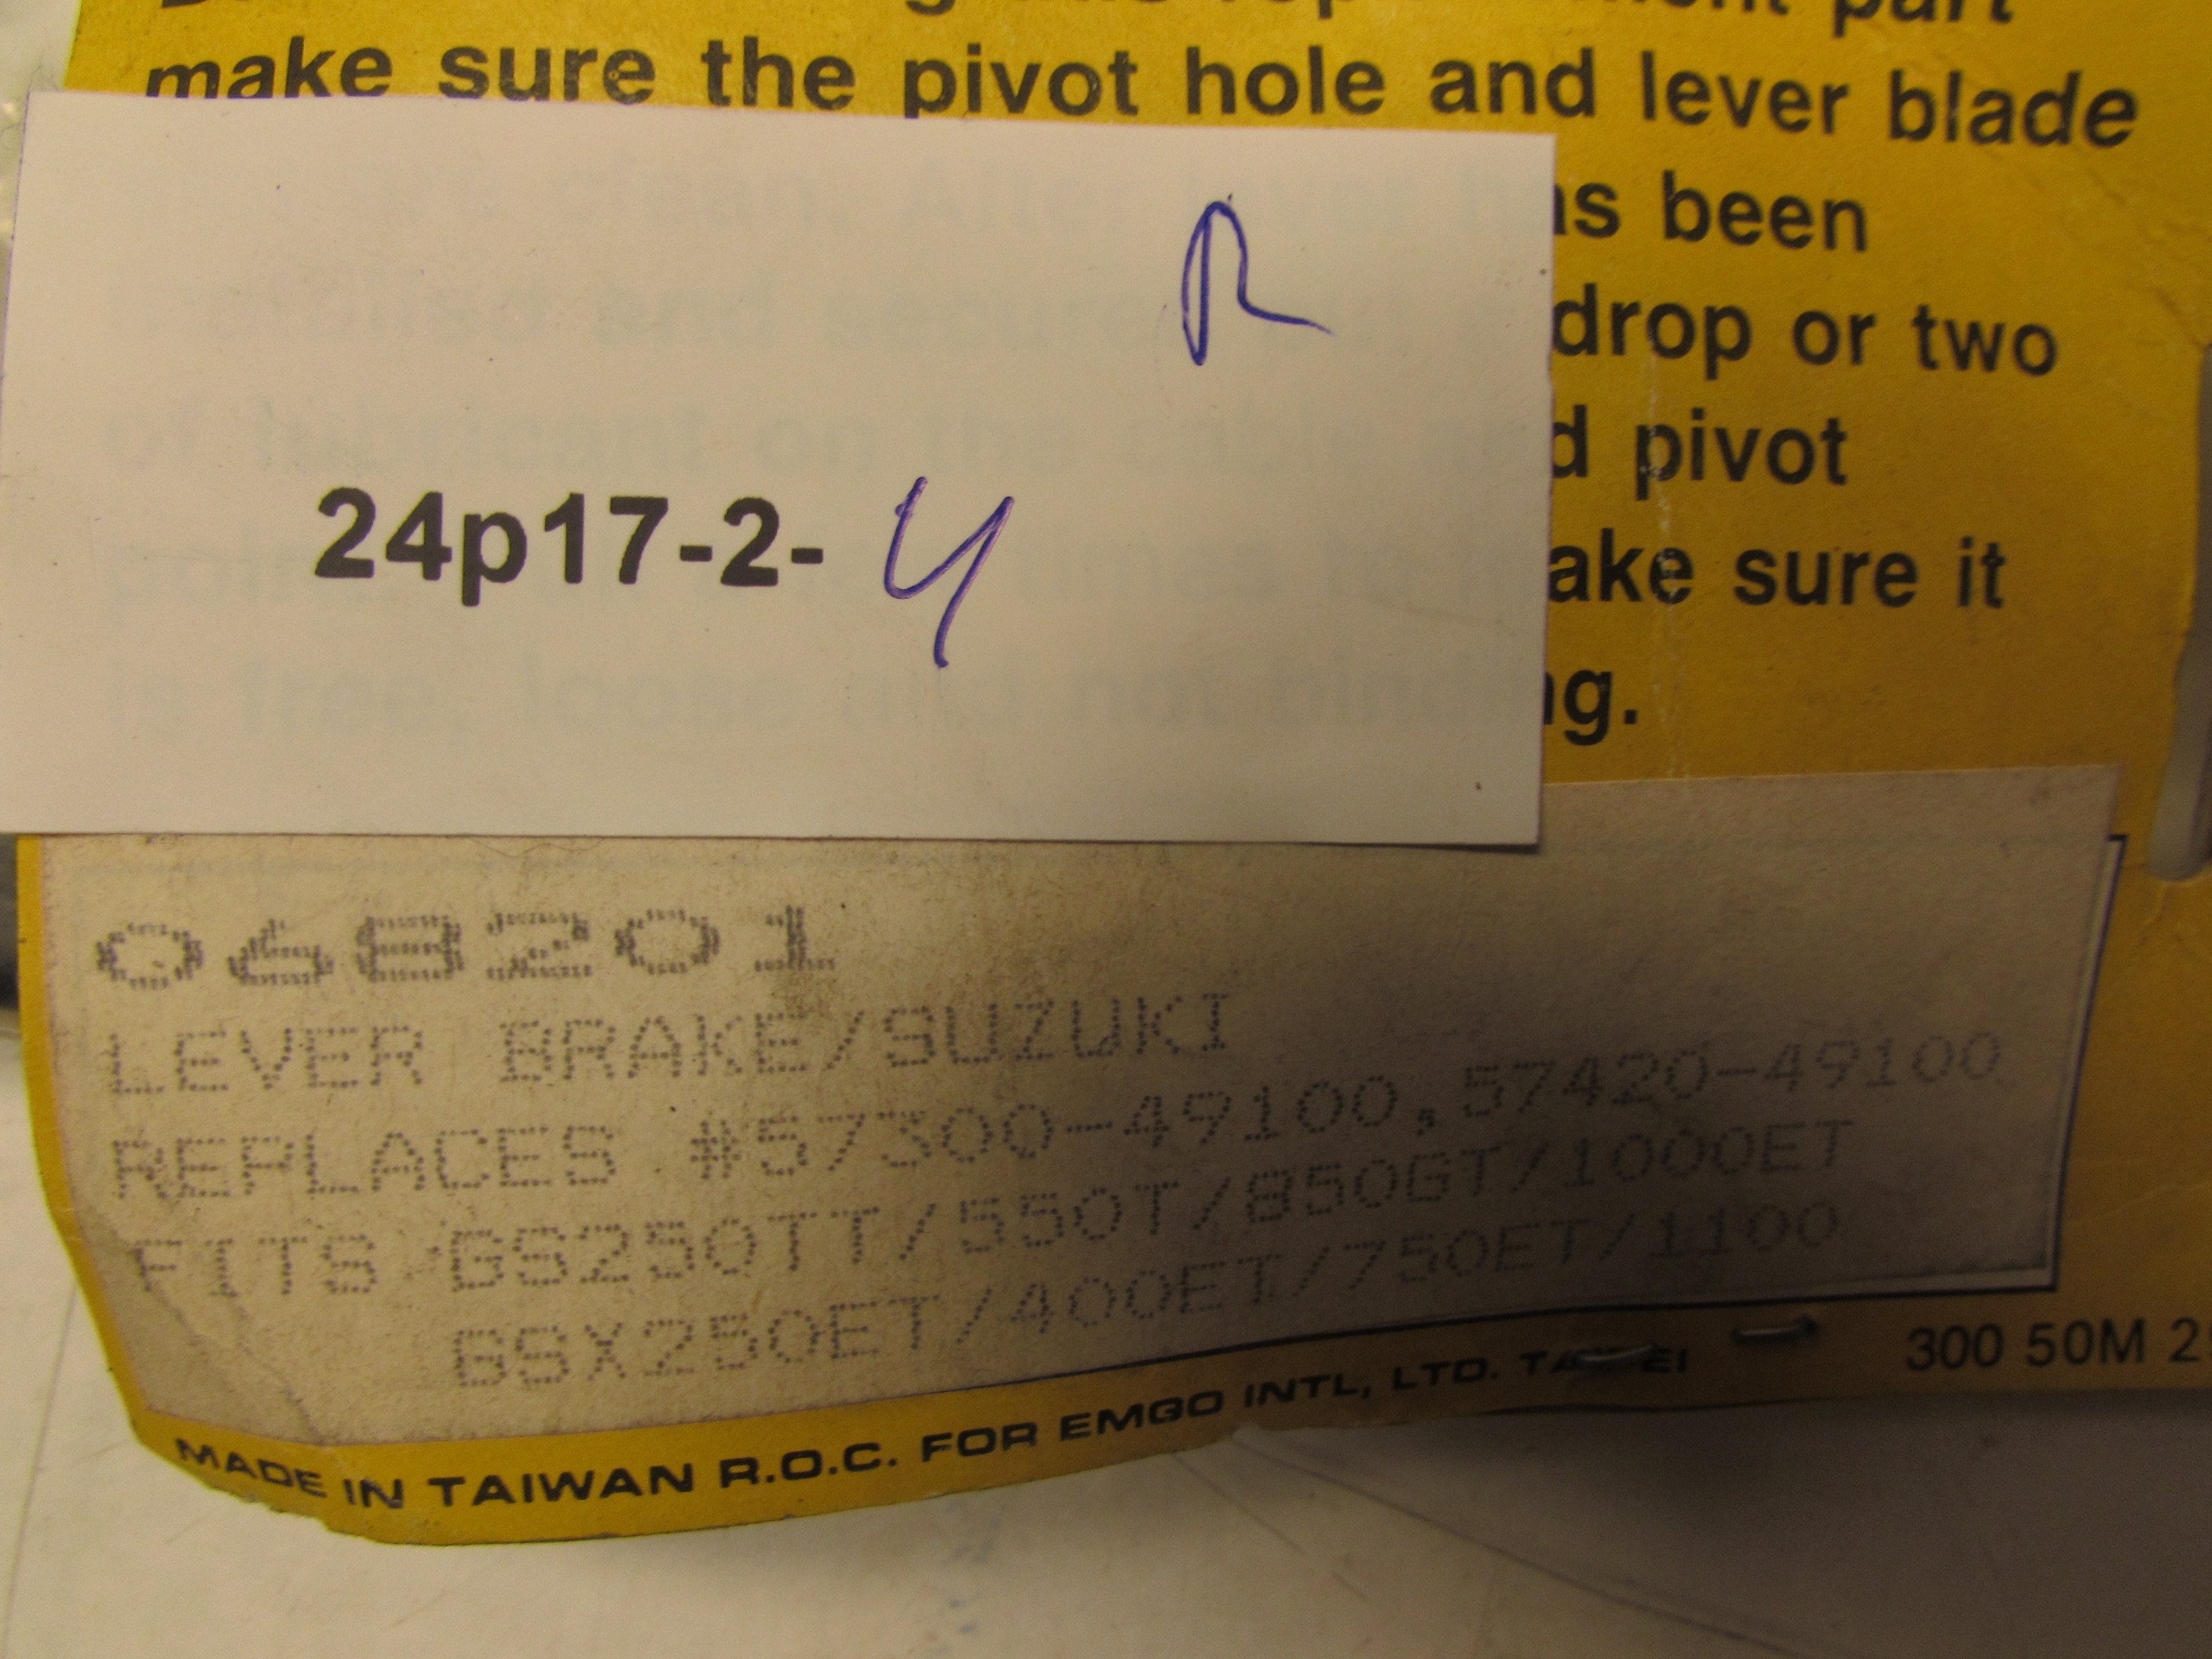 part
make sure the pivot hole and lever blade
been
drop or two
pivot
sure it
R
24p17-2-4
LEVER BRAKE/SUZUKI
REPLACES #57300-49100,57420-49100
FITS GS250TT/550T/850GT/1000ET
GSX250ET/400ET/750ET/1100
MADE IN TAIWAN R.O.C. FOR EMGO INTL, LTD. TAIPEI
300 50M